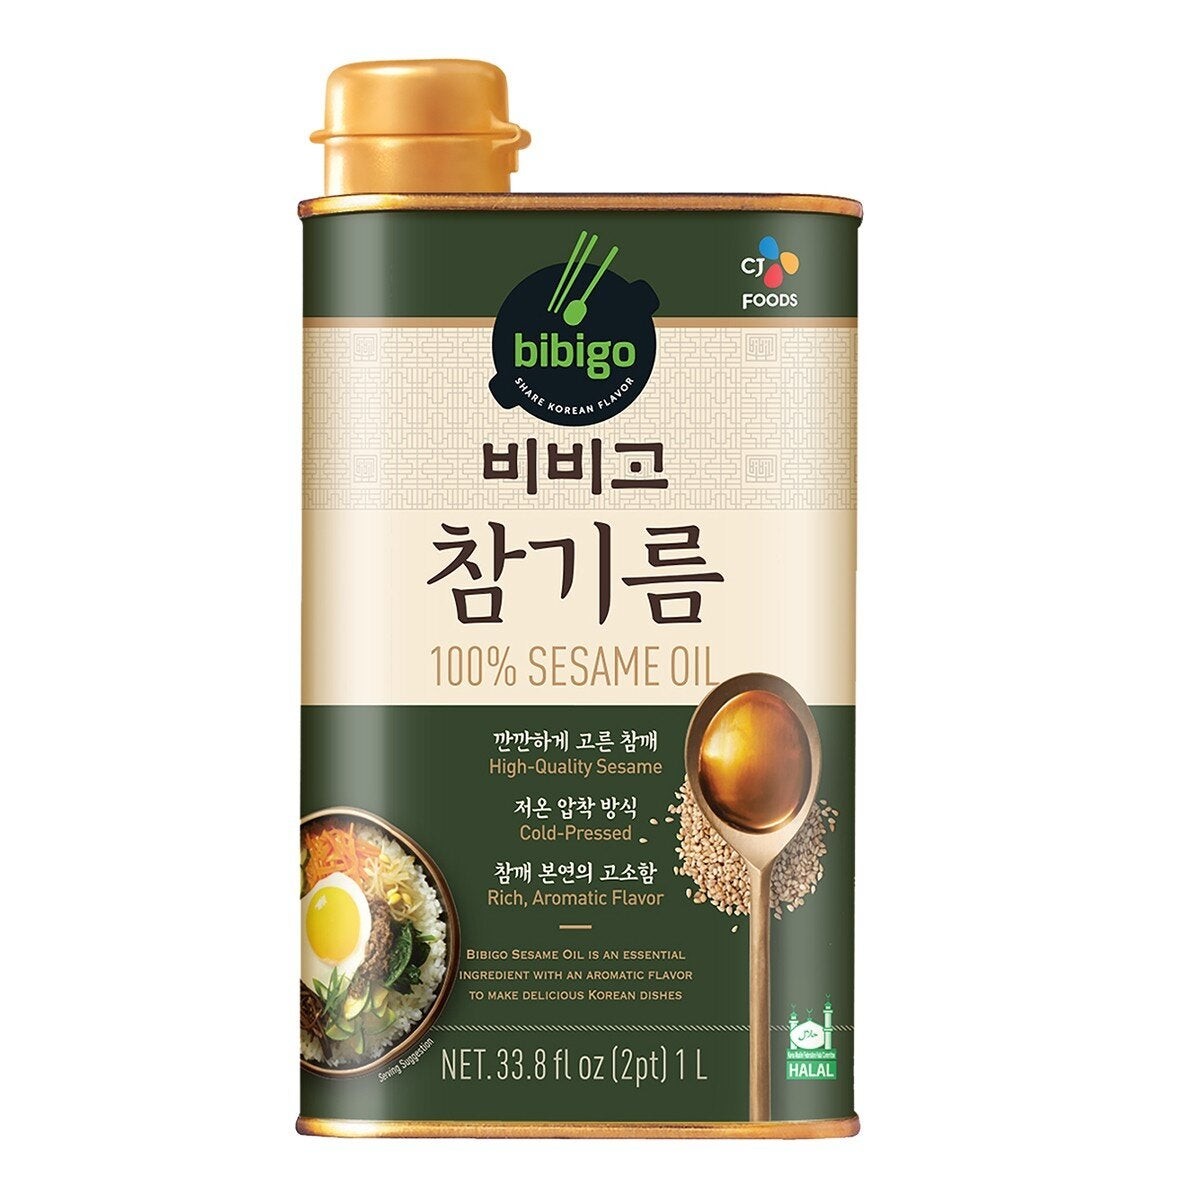 bibigo
SHARE KOREAN FLAVOR
CJ
FOODS
비비고
참기름
100% SESAME OIL
깐깐하게 고른 참깨
High-Quality Sesame
저온 압착 방식
Cold-Pressed
참깨 본연의 고소함
Rich, Aromatic Flavor
BIBIGO SESAME OIL IS AN ESSENTIAL
INGREDIENT WITH AN AROMATIC FLAVOR
TO MAKE DELICIOUS KOREAN DISHES
Serving Suggestion
NET. 33.8 fl oz (2pt) 1 L
حلال
HALAL